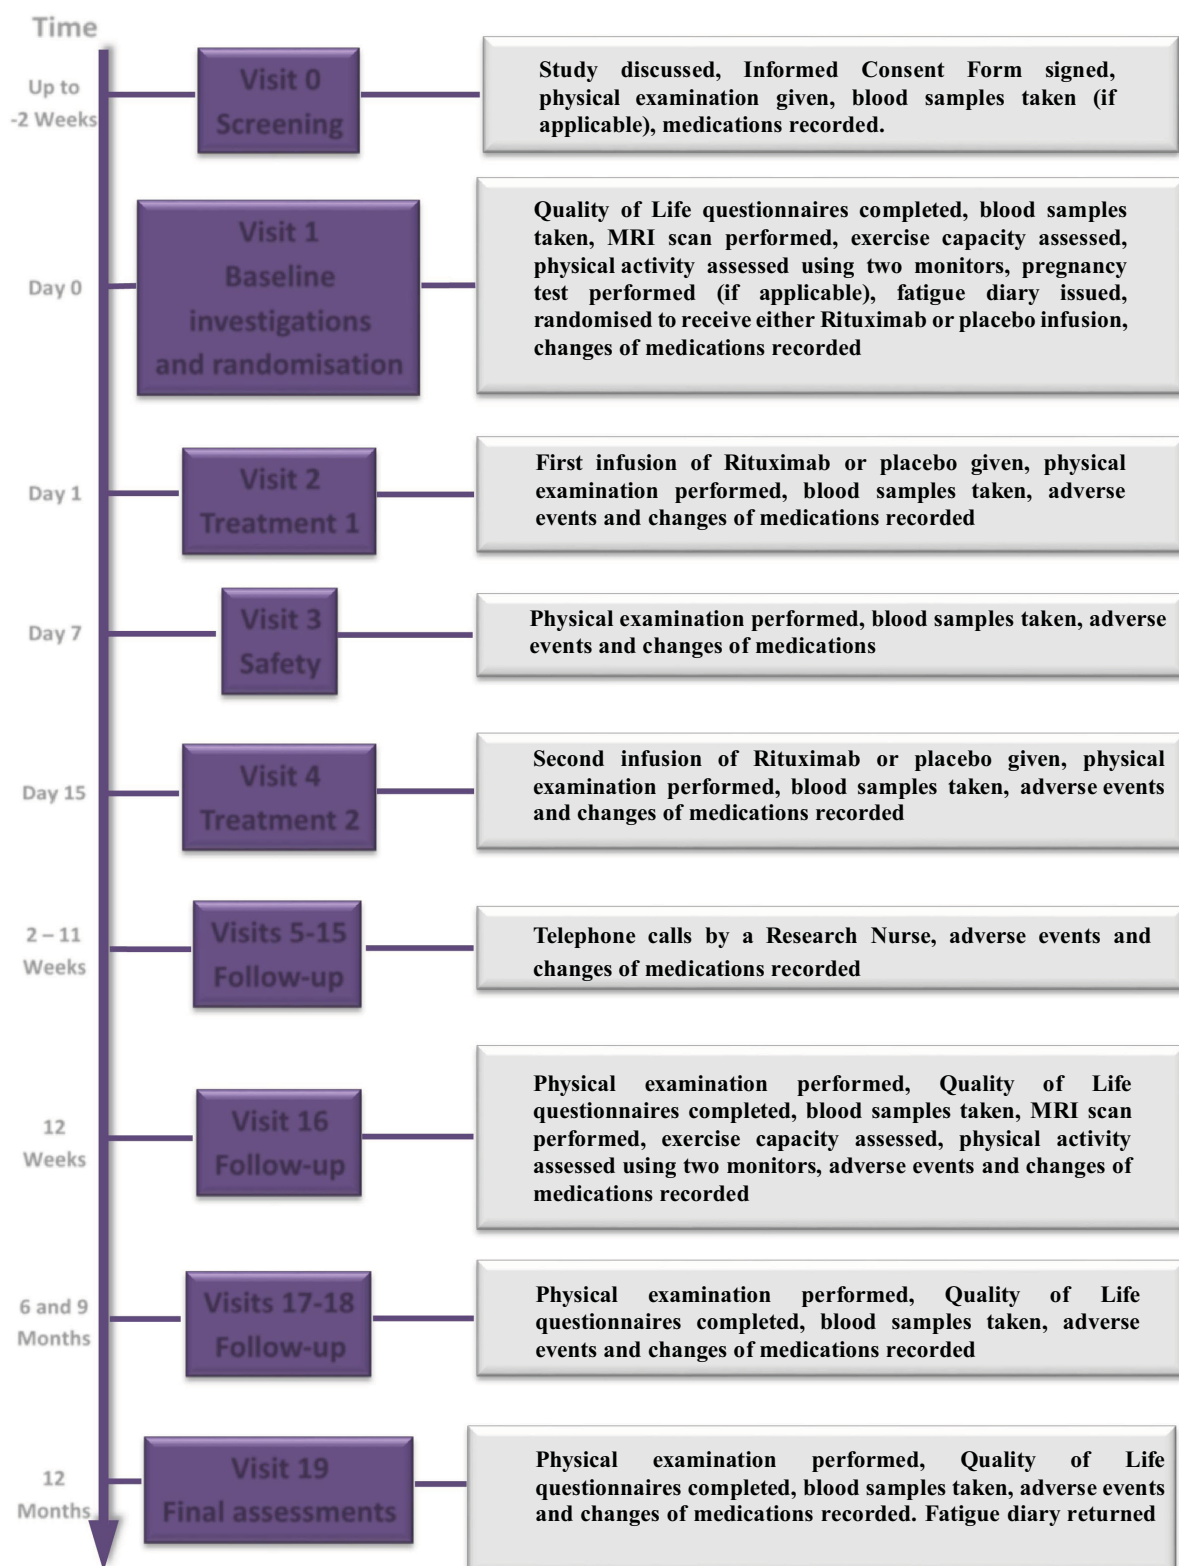 Time
Up to
-2 Weeks
Visit 0
Screening
Study discussed, Informed Consent Form signed,
physical examination given, blood samples taken (if
applicable), medications recorded.
Day 0
Visit 1
Baseline
investigations
and randomisation
Quality of Life questionnaires completed, blood samples
taken, MRI scan performed, exercise capacity assessed,
physical activity assessed using two monitors, pregnancy
test performed (if applicable), fatigue diary issued,
randomised to receive either Rituximab or placebo infusion,
changes of medications recorded
Day 1
Visit 2
Treatment 1
First infusion of Rituximab or placebo given, physical
examination performed, blood samples taken, adverse
events and changes of medications recorded
Day 7
Visit 3
Safety
Physical examination performed, blood samples taken, adverse
events and changes of medications
Day 15
Visit 4
Treatment 2
Second infusion of Rituximab or placebo given, physical
examination performed, blood samples taken, adverse events
and changes of medications recorded
2 – 11
Weeks
Visits 5-15
Follow-up
Telephone calls by a Research Nurse, adverse events and
changes of medications recorded
12
Weeks
Visit 16
Follow-up
Physical examination performed, Quality of Life
questionnaires completed, blood samples taken, MRI scan
performed, exercise capacity assessed, physical activity
assessed using two monitors, adverse events and changes of
medications recorded
6 and 9
Months
Visits 17-18
Follow-up
Physical examination performed, Quality of Life
questionnaires completed, blood samples taken, adverse
events and changes of medications recorded
12
Months
Visit 19
Final assessments
Physical examination performed, Quality of Life
questionnaires completed, blood samples taken, adverse events
and changes of medications recorded. Fatigue diary returned